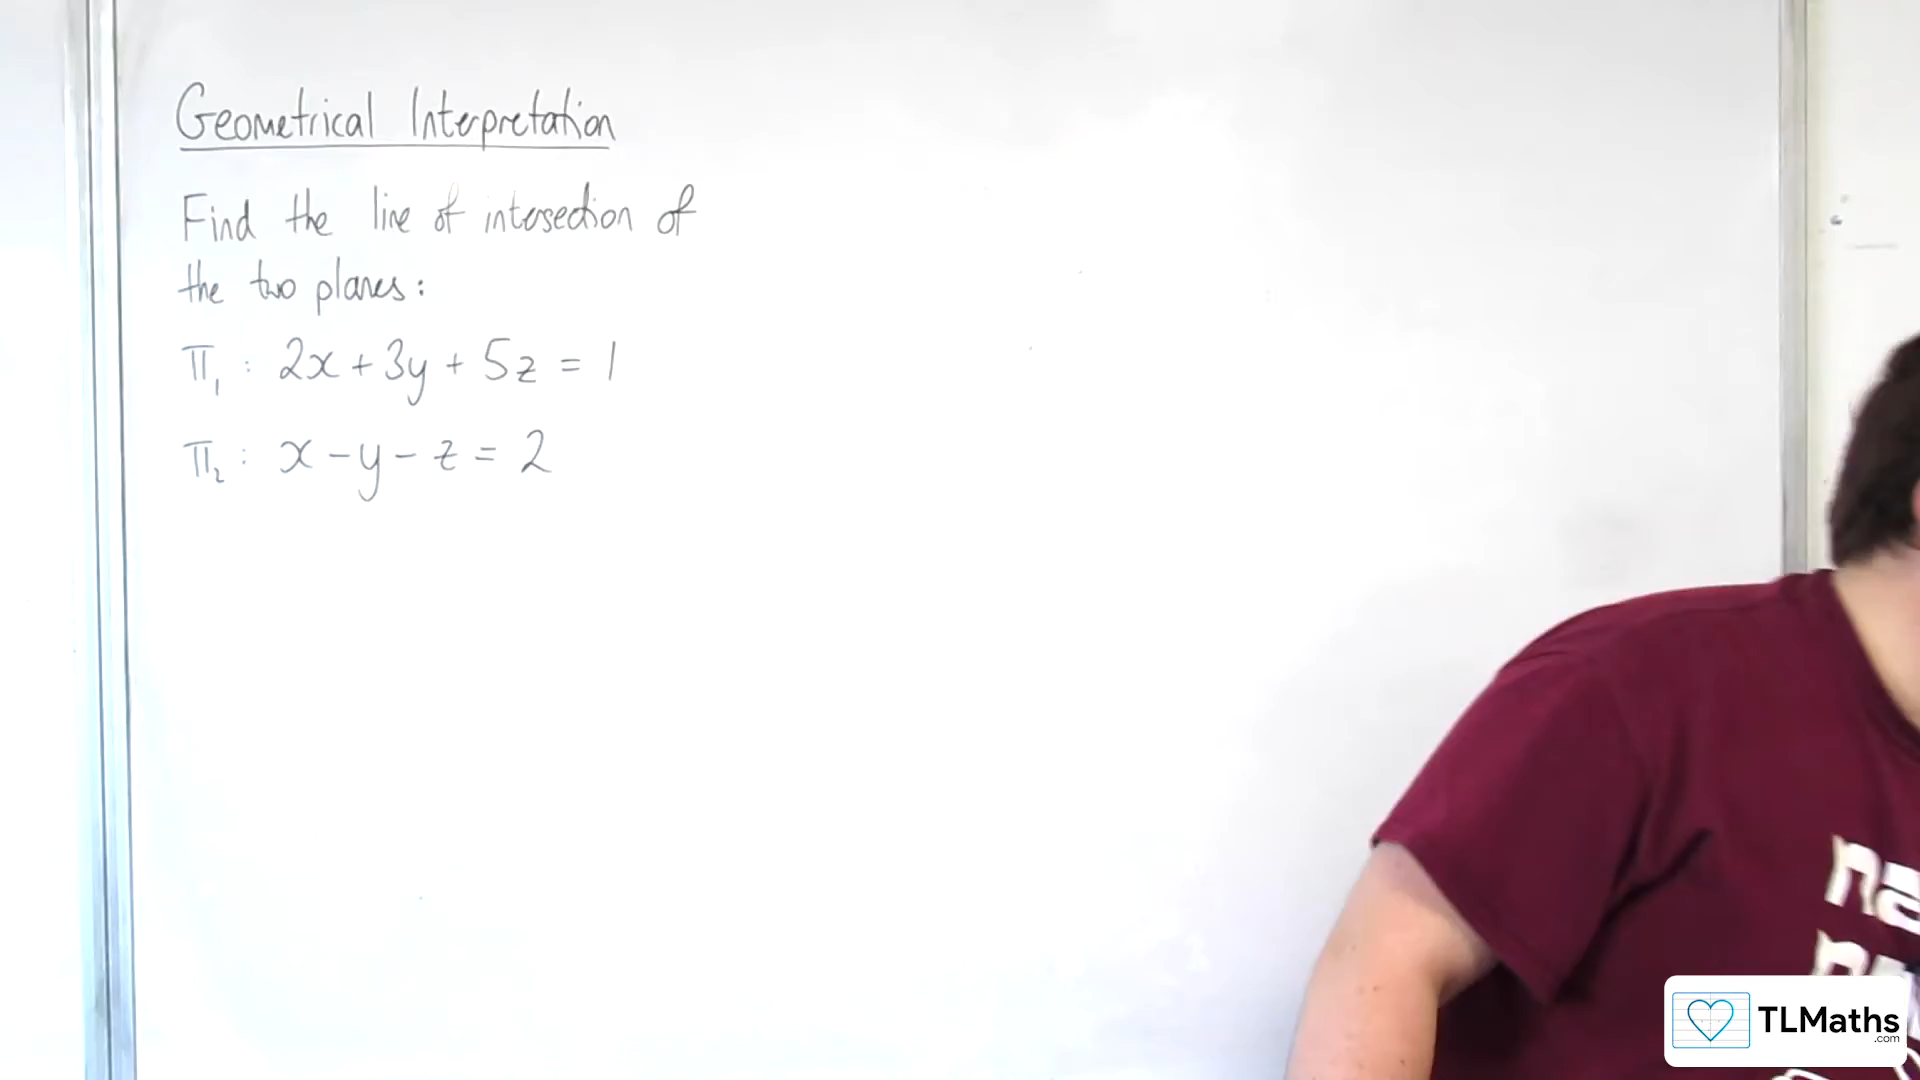 Geometrical Interpretation
Find the line of intersection of
the two planes:
Π₁ : 2x + 3y + 5z = 1
Π₂ : x - y - z = 2
na
TLMaths
.com